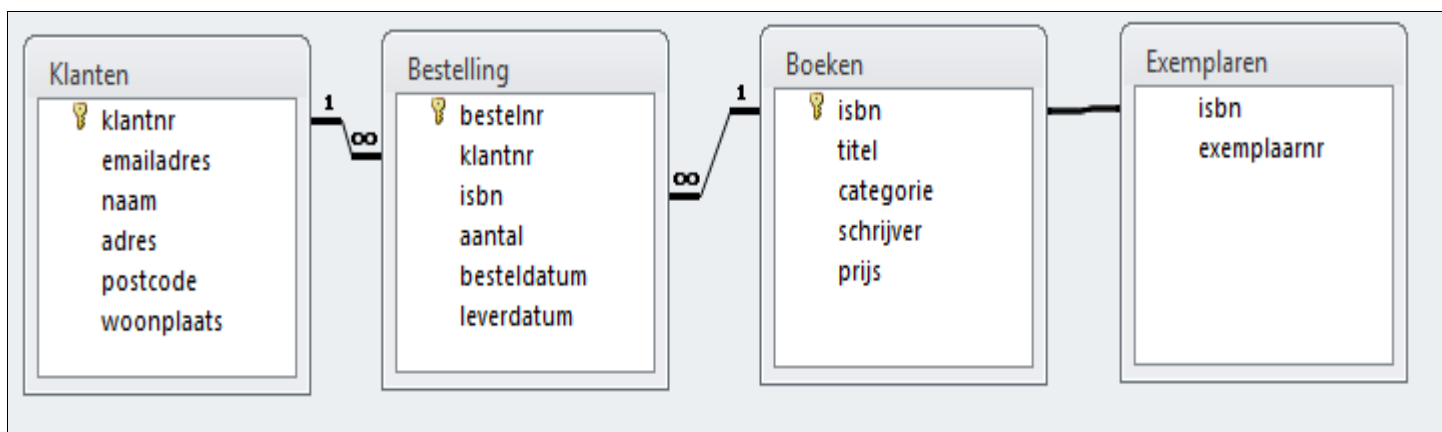 Klanten
klantnr
emailadres
naam
adres
postcode
woonplaats
1
∞
Bestelling
bestelnr
klantnr
isbn
aantal
besteldatum
leverdatum
∞
1
Boeken
isbn
titel
categorie
schrijver
prijs
Exemplaren
isbn
exemplaarnr